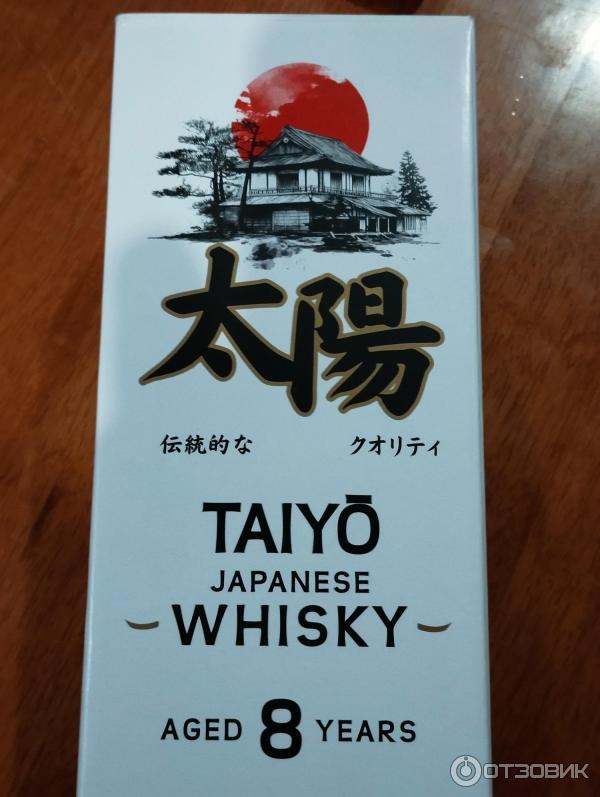 太陽
伝統的な クオリティ
TAIYŌ
JAPANESE
WHISKY
AGED 8 YEARS
ОТЗОВИК